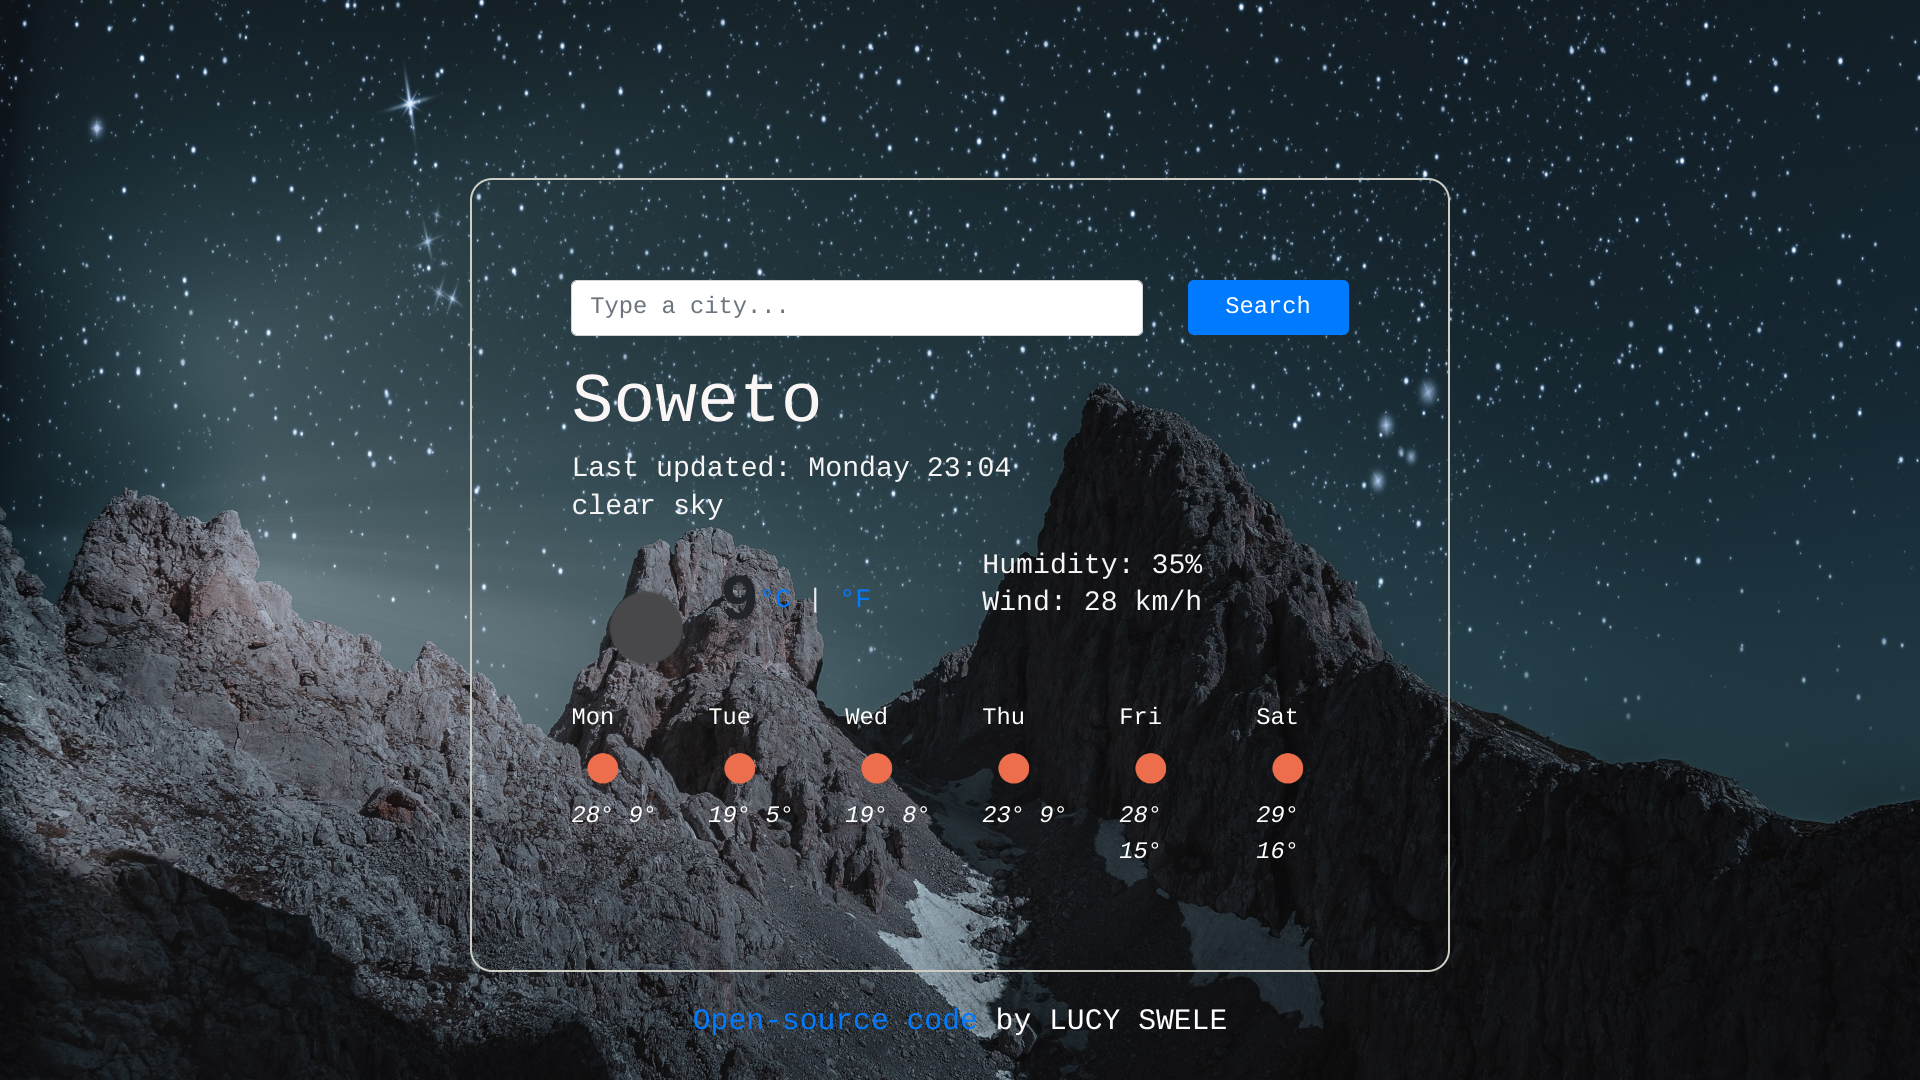 Type a city...
Search
Soweto
Last updated: Monday 23:04
clear sky
9 °C | °F
Humidity: 35%
Wind: 28 km/h
Mon Tue Wed Thu Fri Sat
28° 9° 19° 5° 19° 8° 23° 9° 28° 29°
15° 16°
Open-source code by LUCY SWELE